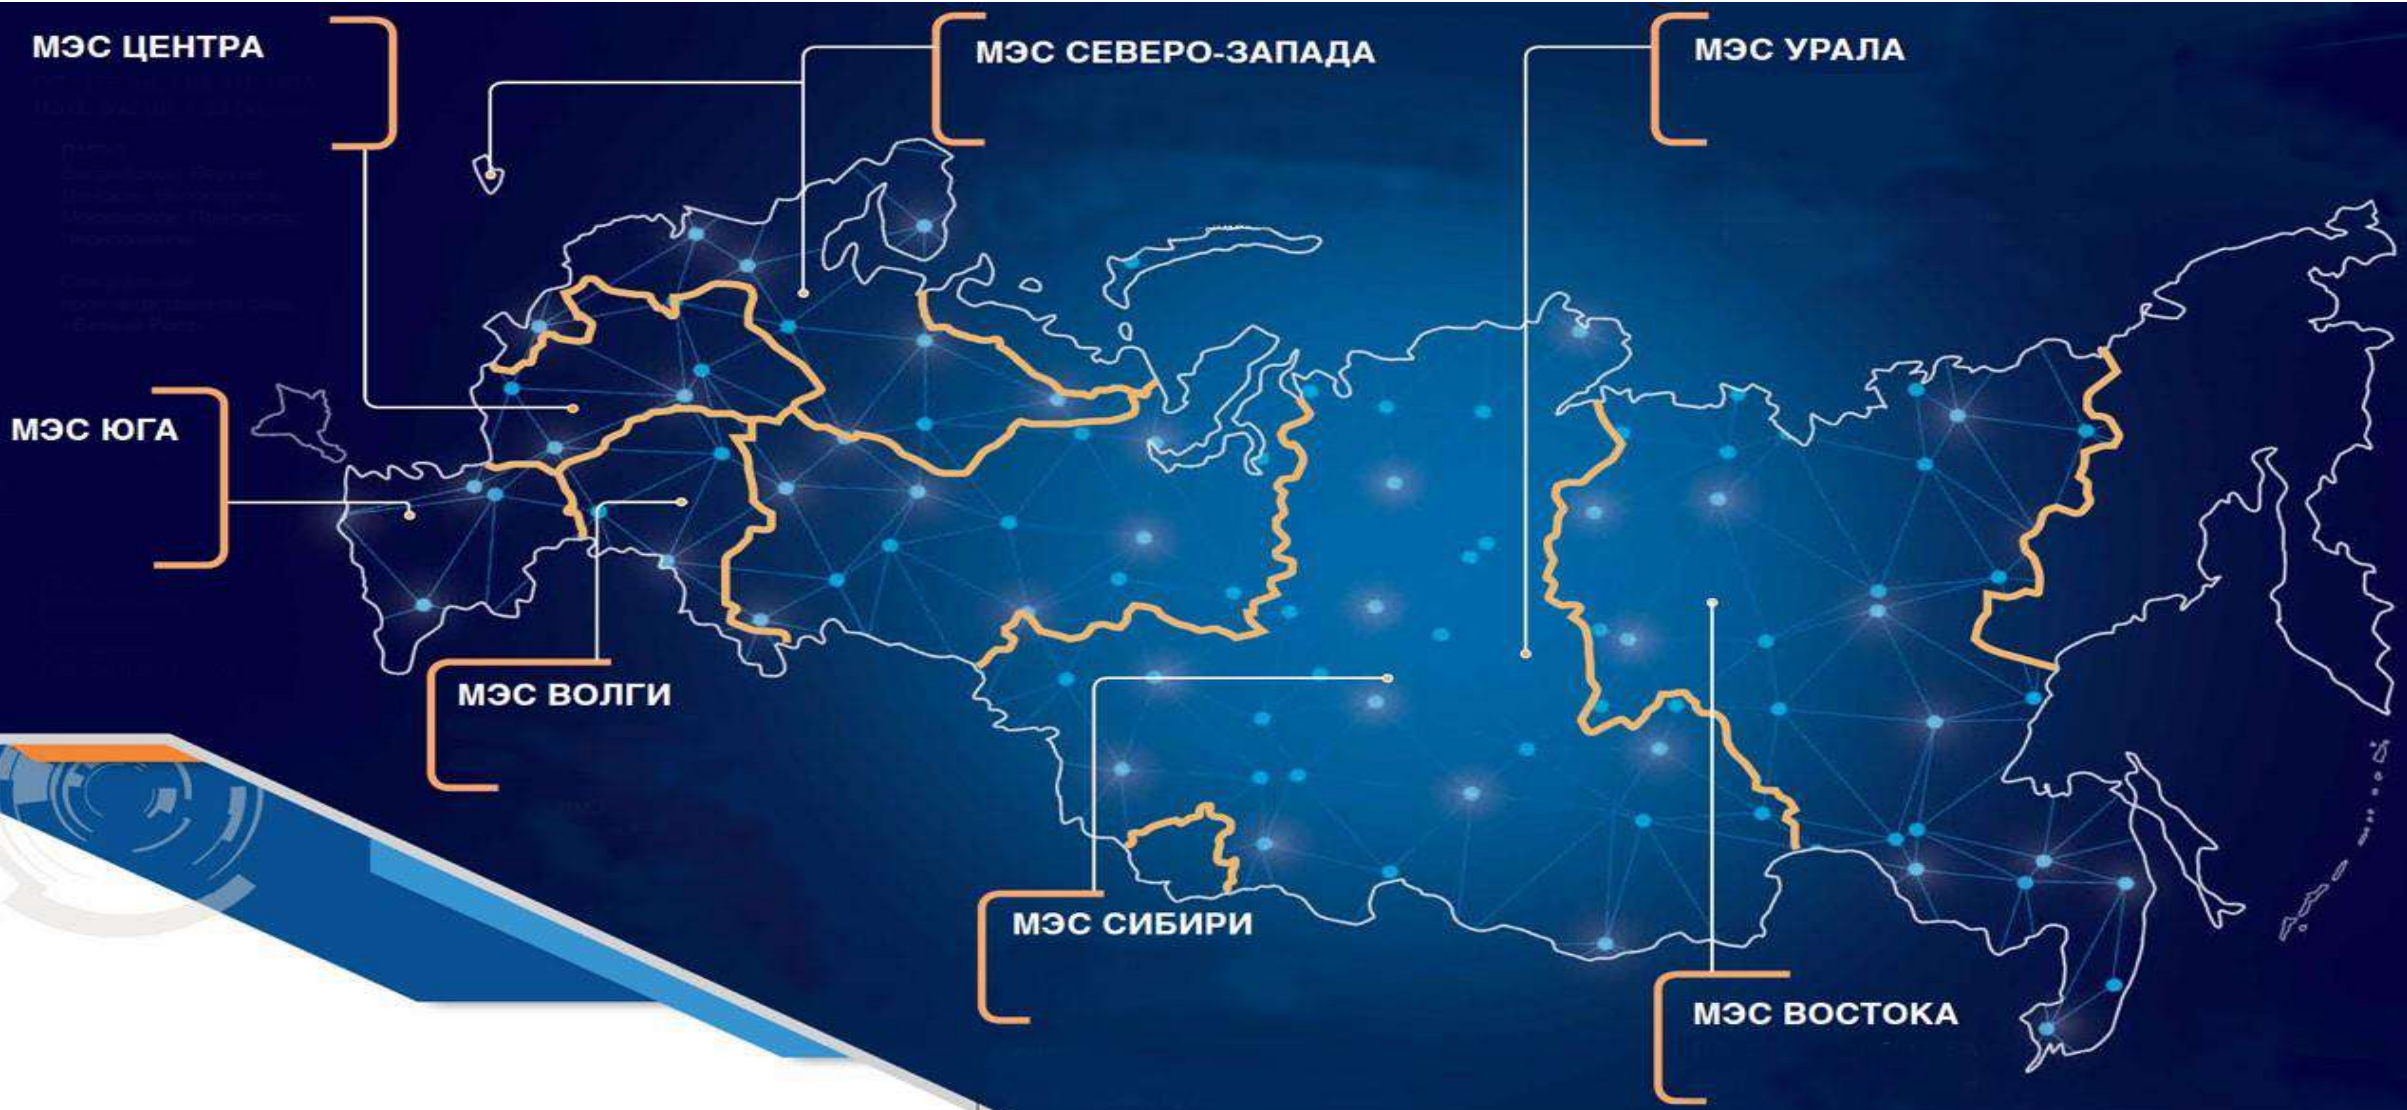 МЭС ЦЕНТРА
МЭС СЕВЕРО-ЗАПАДА
МЭС УРАЛА
МЭС ЮГА
МЭС ВОЛГИ
МЭС СИБИРИ
МЭС ВОСТОКА